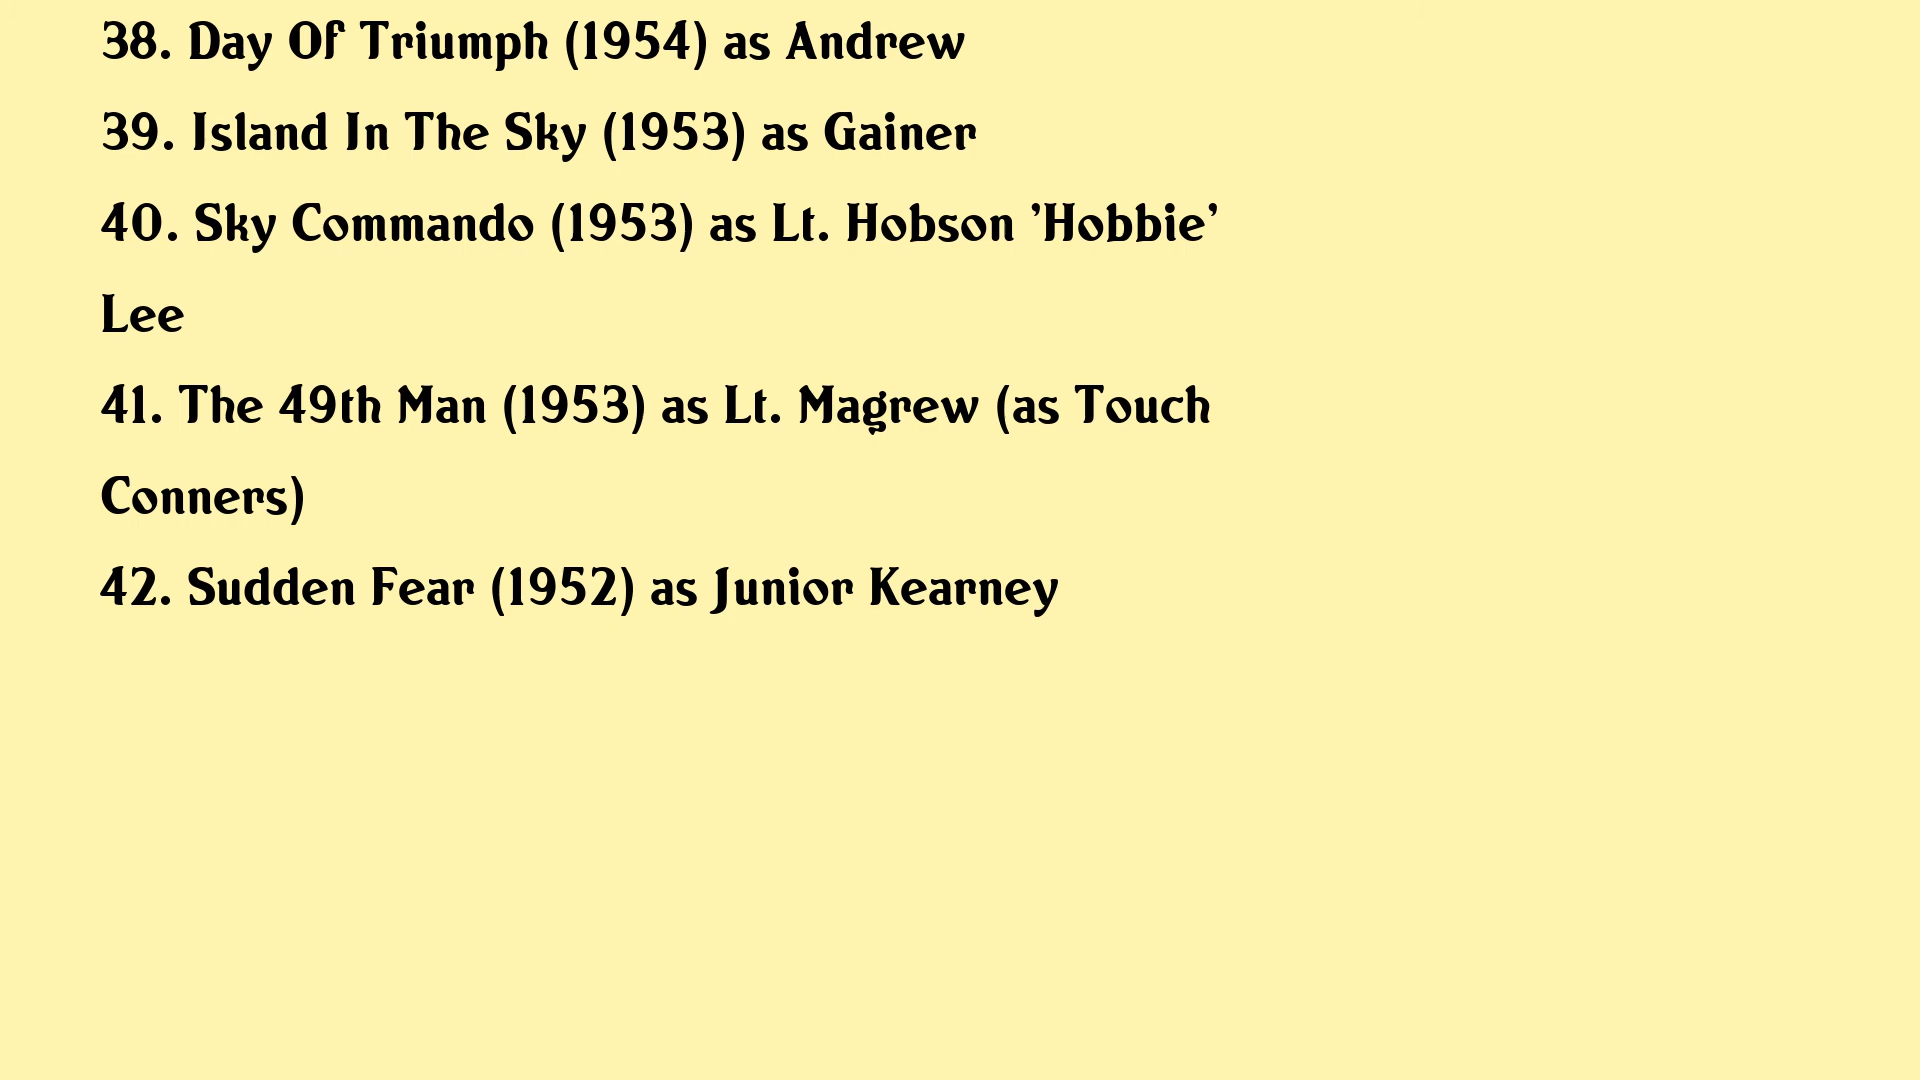 38. Day Of Triumph (1954) as Andrew
39. Island In The Sky (1953) as Gainer
40. Sky Commando (1953) as Lt. Hobson 'Hobbie'
Lee
41. The 49th Man (1953) as Lt. Magrew (as Touch
Conners)
42. Sudden Fear (1952) as Junior Kearney